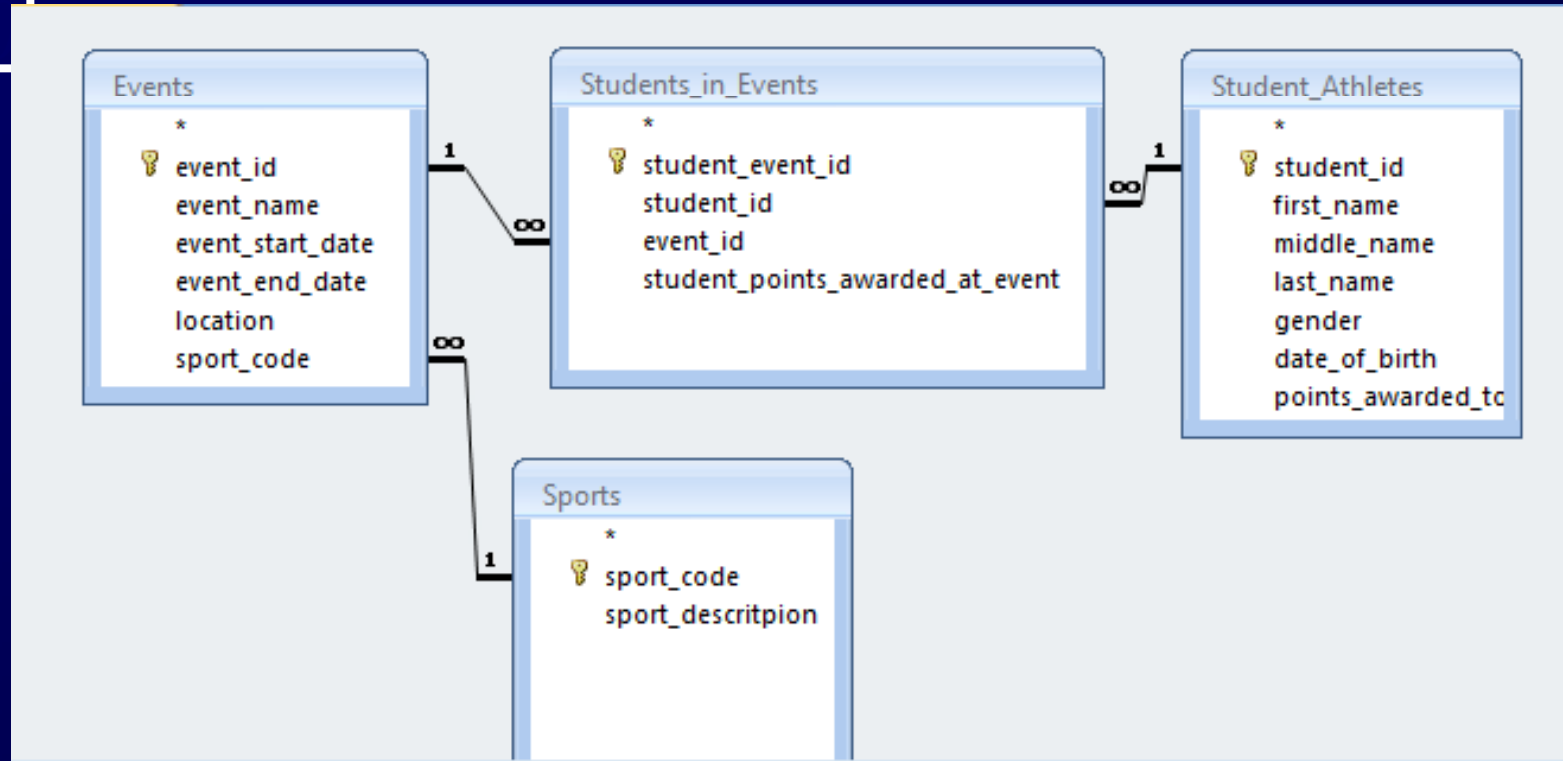 Events
*
event_id
event_name
event_start_date
event_end_date
location
sport_code
1
∞
Students_in_Events
*
student_event_id
student_id
event_id
student_points_awarded_at_event
1
∞
Student_Athletes
*
student_id
first_name
middle_name
last_name
gender
date_of_birth
points_awarded_to
∞
1
Sports
*
sport_code
sport_descritpion